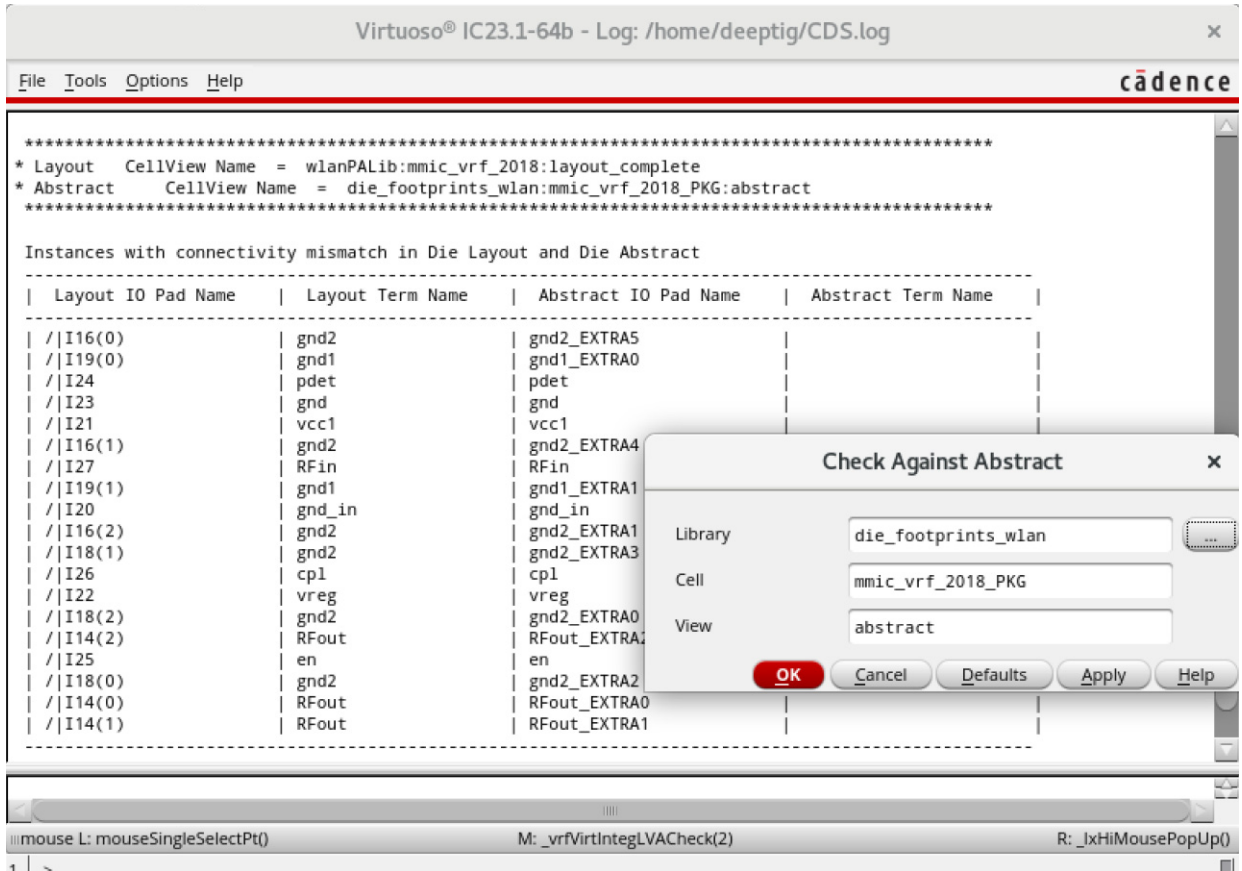 Virtuoso® IC23.1-64b - Log: /home/deeptig/CDS.log ×
File Tools Options Help cādence
*******************************************************************************************
* Layout CellView Name = wlanPALib:mmic_vrf_2018:layout_complete
* Abstract CellView Name = die_footprints_wlan:mmic_vrf_2018_PKG:abstract
*******************************************************************************************
Instances with connectivity mismatch in Die Layout and Die Abstract
| Layout IO Pad Name | Layout Term Name | Abstract IO Pad Name | Abstract Term Name |
| /|I16(0) | gnd2 | gnd2_EXTRA5 | |
| /|I19(0) | gnd1 | gnd1_EXTRA0 | |
| /|I24 | pdet | pdet | |
| /|I23 | gnd | gnd | |
| /|I21 | vcc1 | vcc1 | |
| /|I16(1) | gnd2 | gnd2_EXTRA4
| /|I27 | RFin | RFin
| /|I19(1) | gnd1 | gnd1_EXTRA1
| /|I20 | gnd_in | gnd_in
| /|I16(2) | gnd2 | gnd2_EXTRA1
| /|I18(1) | gnd2 | gnd2_EXTRA3
| /|I26 | cpl | cpl
| /|I22 | vreg | vreg
| /|I18(2) | gnd2 | gnd2_EXTRA0
| /|I14(2) | RFout | RFout_EXTRA2
| /|I25 | en | en
| /|I18(0) | gnd2 | gnd2_EXTRA2
| /|I14(0) | RFout | RFout_EXTRA0 | |
| /|I14(1) | RFout | RFout_EXTRA1 | |
Check Against Abstract ×
Library die_footprints_wlan ...
Cell mmic_vrf_2018_PKG
View abstract
OK Cancel Defaults Apply Help
mouse L: mouseSingleSelectPt() M: _vrfVirtIntegLVACheck(2) R: _lxHiMousePopUp()
1 >